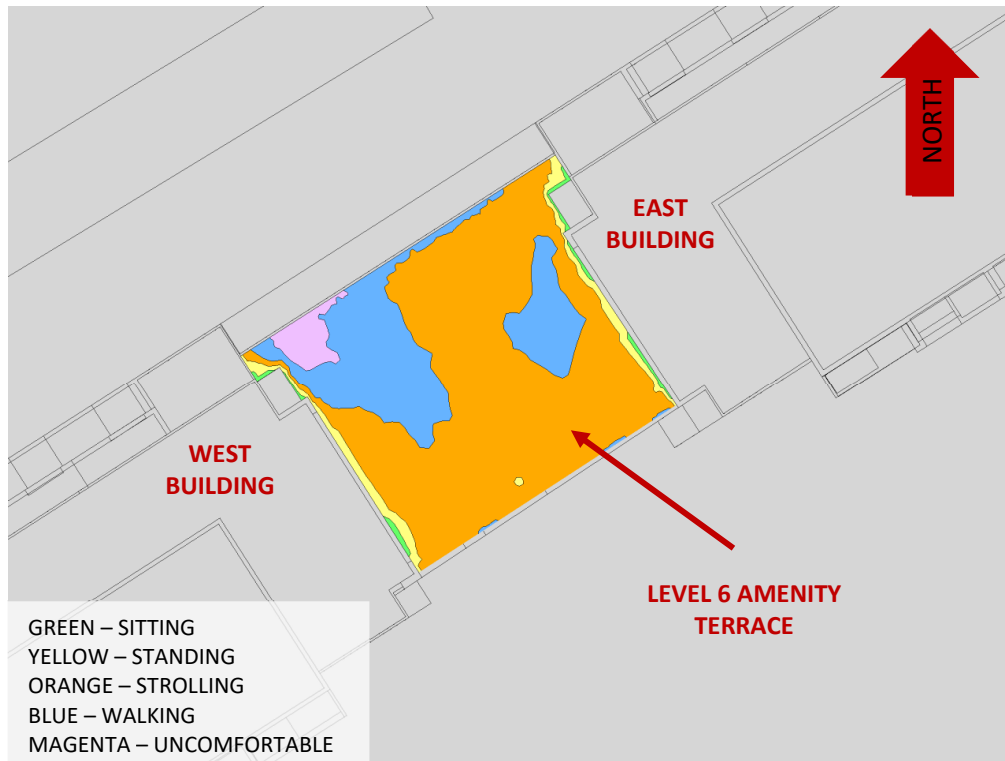 NORTH
EAST
BUILDING
WEST
BUILDING
LEVEL 6 AMENITY
TERRACE
GREEN – SITTING
YELLOW – STANDING
ORANGE – STROLLING
BLUE – WALKING
MAGENTA – UNCOMFORTABLE